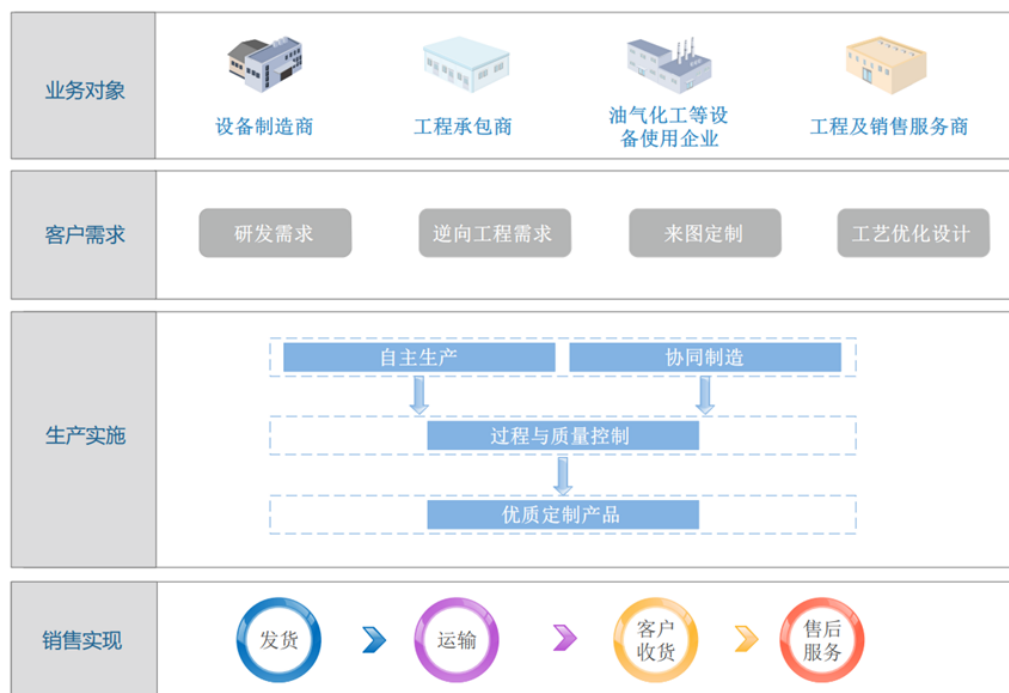 业务对象
设备制造商
工程承包商
油气化工等设
备使用企业
工程及销售服务商
客户需求
研发需求
逆向工程需求
来图定制
工艺优化设计
生产实施
自主生产
协同制造
过程与质量控制
优质定制产品
销售实现
发货
运输
客户
收货
售后
服务